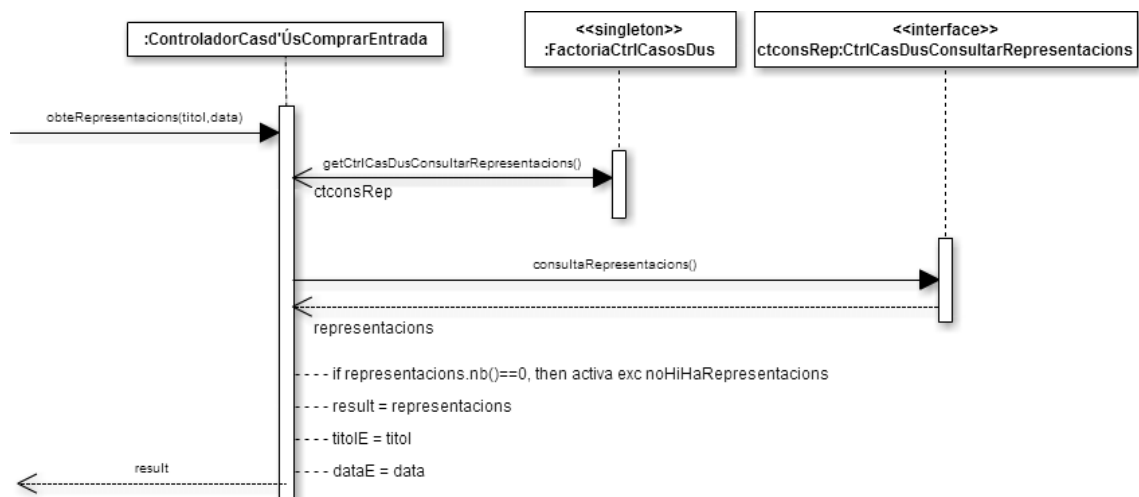 :ControladorCasd'ÚsComprarEntrada
<<singleton>>
:FactoriaCtrlCasosDus
<<interface>>
ctconsRep:CtrlCasDusConsultarRepresentacions
obteRepresentacions(titol,data)
getCtrlCasDusConsultarRepresentacions()
ctconsRep
consultaRepresentacions()
representacions
if representacions.nb()==0, then activa exc noHiHaRepresentacions
result = representacions
titolE = titol
dataE = data
result